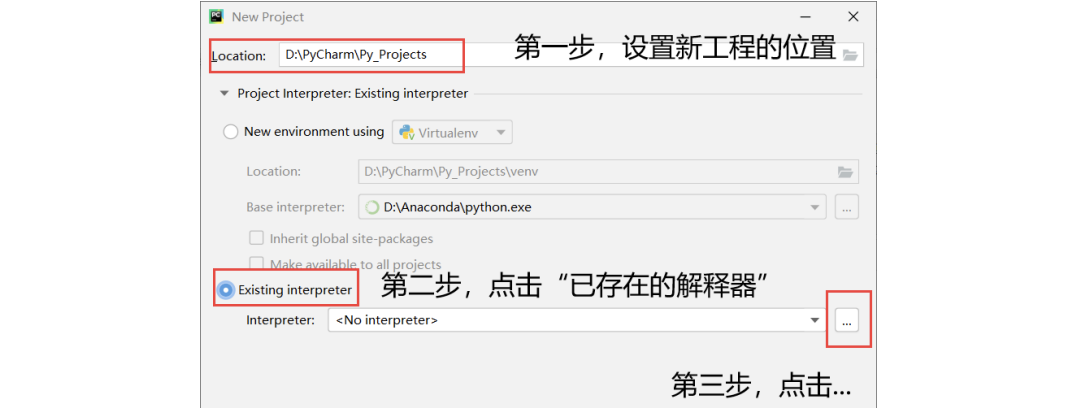 New Project
Location: D:\PyCharm\Py_Projects 第一步，设置新工程的位置
Project Interpreter: Existing interpreter
New environment using Virtualenv
Location: D:\PyCharm\Py_Projects\venv
Base interpreter: D:\Anaconda\python.exe ...
Inherit global site-packages
Make available to all projects
Existing interpreter 第二步，点击“已存在的解释器”
Interpreter: <No interpreter> ...
第三步，点击...